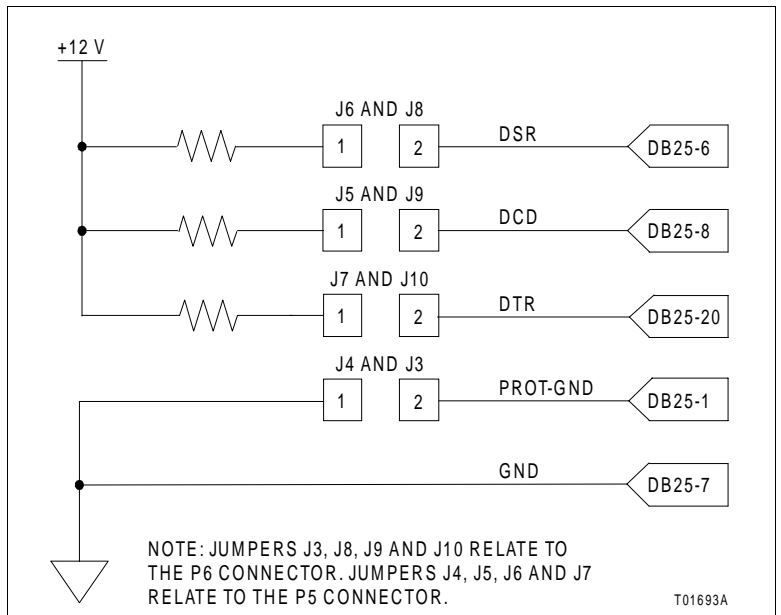 +12 V
J6 AND J8
1 2 DSR DB25-6
J5 AND J9
1 2 DCD DB25-8
J7 AND J10
1 2 DTR DB25-20
J4 AND J3
1 2 PROT-GND DB25-1
GND DB25-7
NOTE: JUMPERS J3, J8, J9 AND J10 RELATE TO
THE P6 CONNECTOR. JUMPERS J4, J5, J6 AND J7
RELATE TO THE P5 CONNECTOR.
T01693A